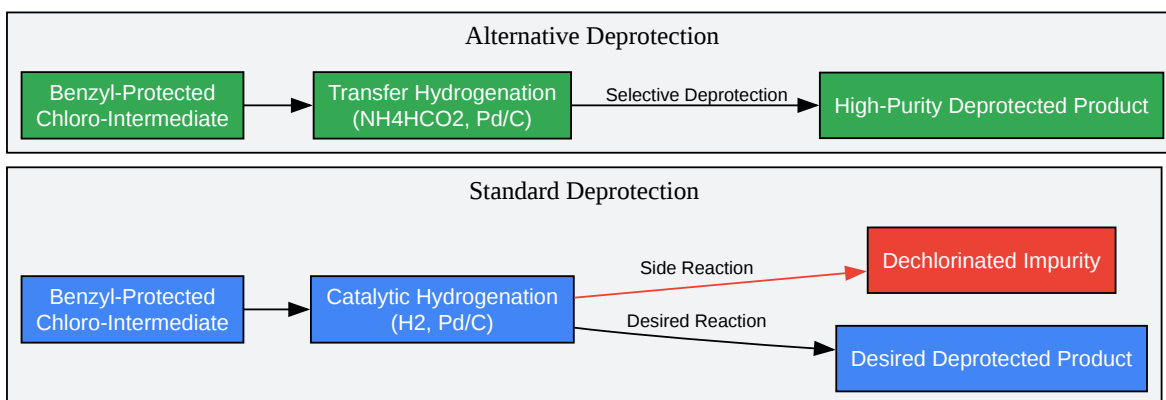 Alternative Deprotection
Benzyl-Protected
Chloro-Intermediate
Transfer Hydrogenation
(NH4HCO2, Pd/C)
Selective Deprotection
High-Purity Deprotected Product
Standard Deprotection
Benzyl-Protected
Chloro-Intermediate
Catalytic Hydrogenation
(H2, Pd/C)
Side Reaction
Dechlorinated Impurity
Desired Reaction
Desired Deprotected Product